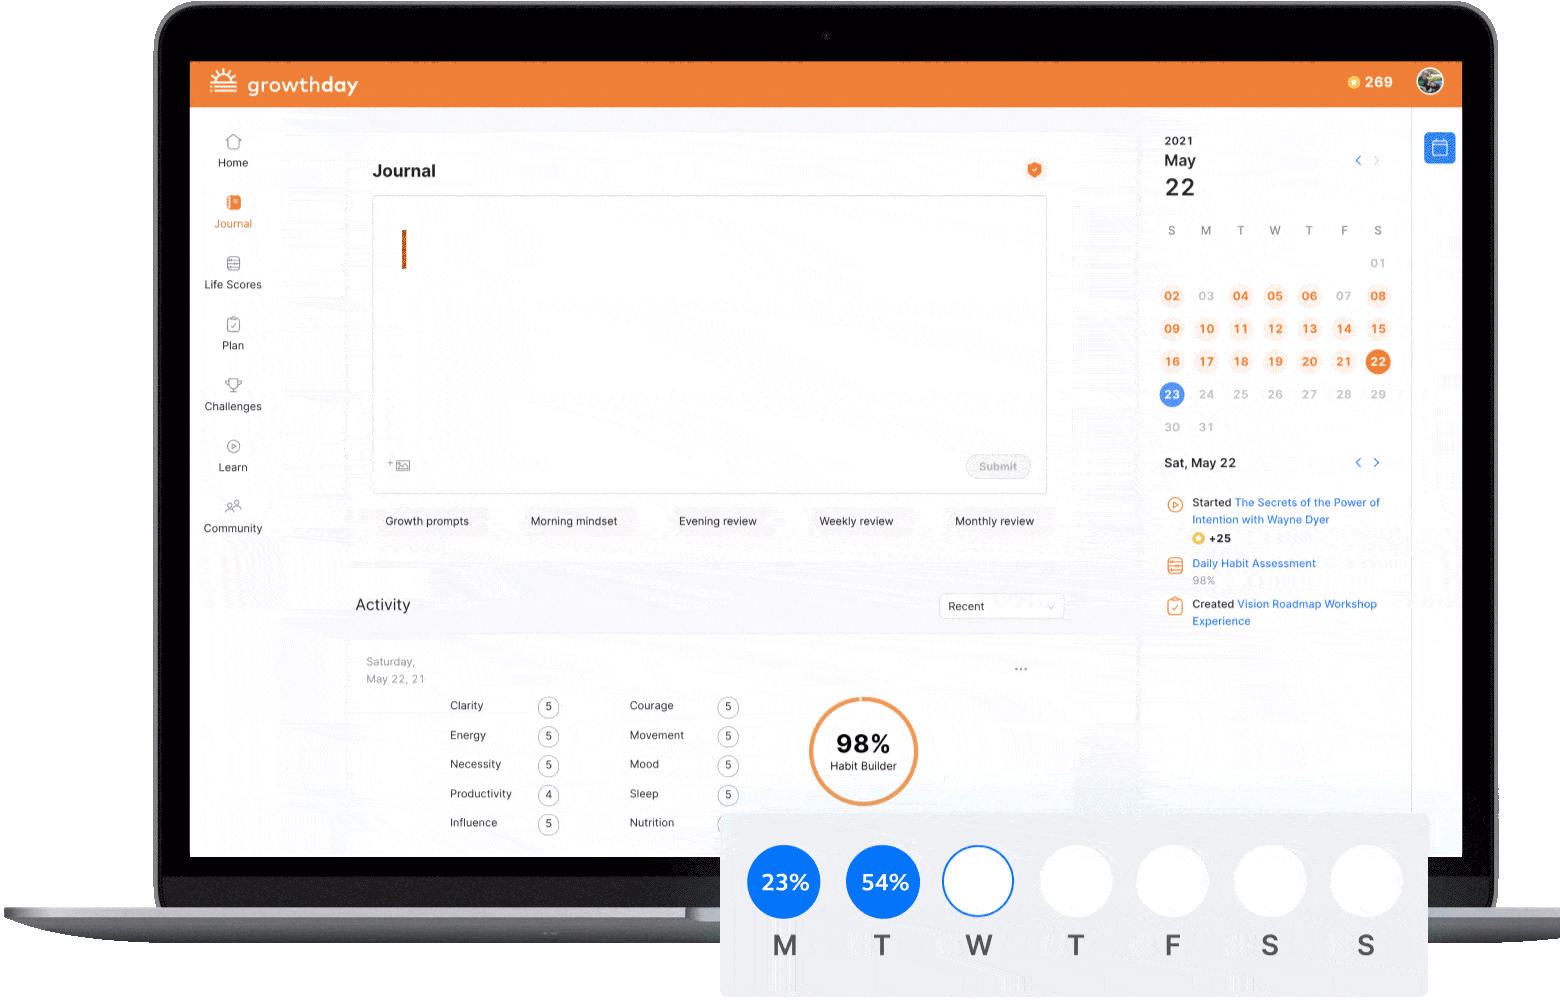 growthday
269
Home
Journal
Life Scores
Plan
Challenges
Learn
Community
Journal
Submit
Growth prompts
Morning mindset
Evening review
Weekly review
Monthly review
Activity
Recent
Saturday,
May 22, 21
Clarity 5
Energy 5
Necessity 5
Productivity 4
Influence 5
Courage 5
Movement 5
Mood 5
Sleep 5
Nutrition
98%
Habit Builder
2021
May
22
S M T W T F S
01
02 03 04 05 06 07 08
09 10 11 12 13 14 15
16 17 18 19 20 21 22
23 24 25 26 27 28 29
30 31
Sat, May 22
Started The Secrets of the Power of
Intention with Wayne Dyer
+25
Daily Habit Assessment
98%
Created Vision Roadmap Workshop
Experience
23% 54%
M T W T F S S